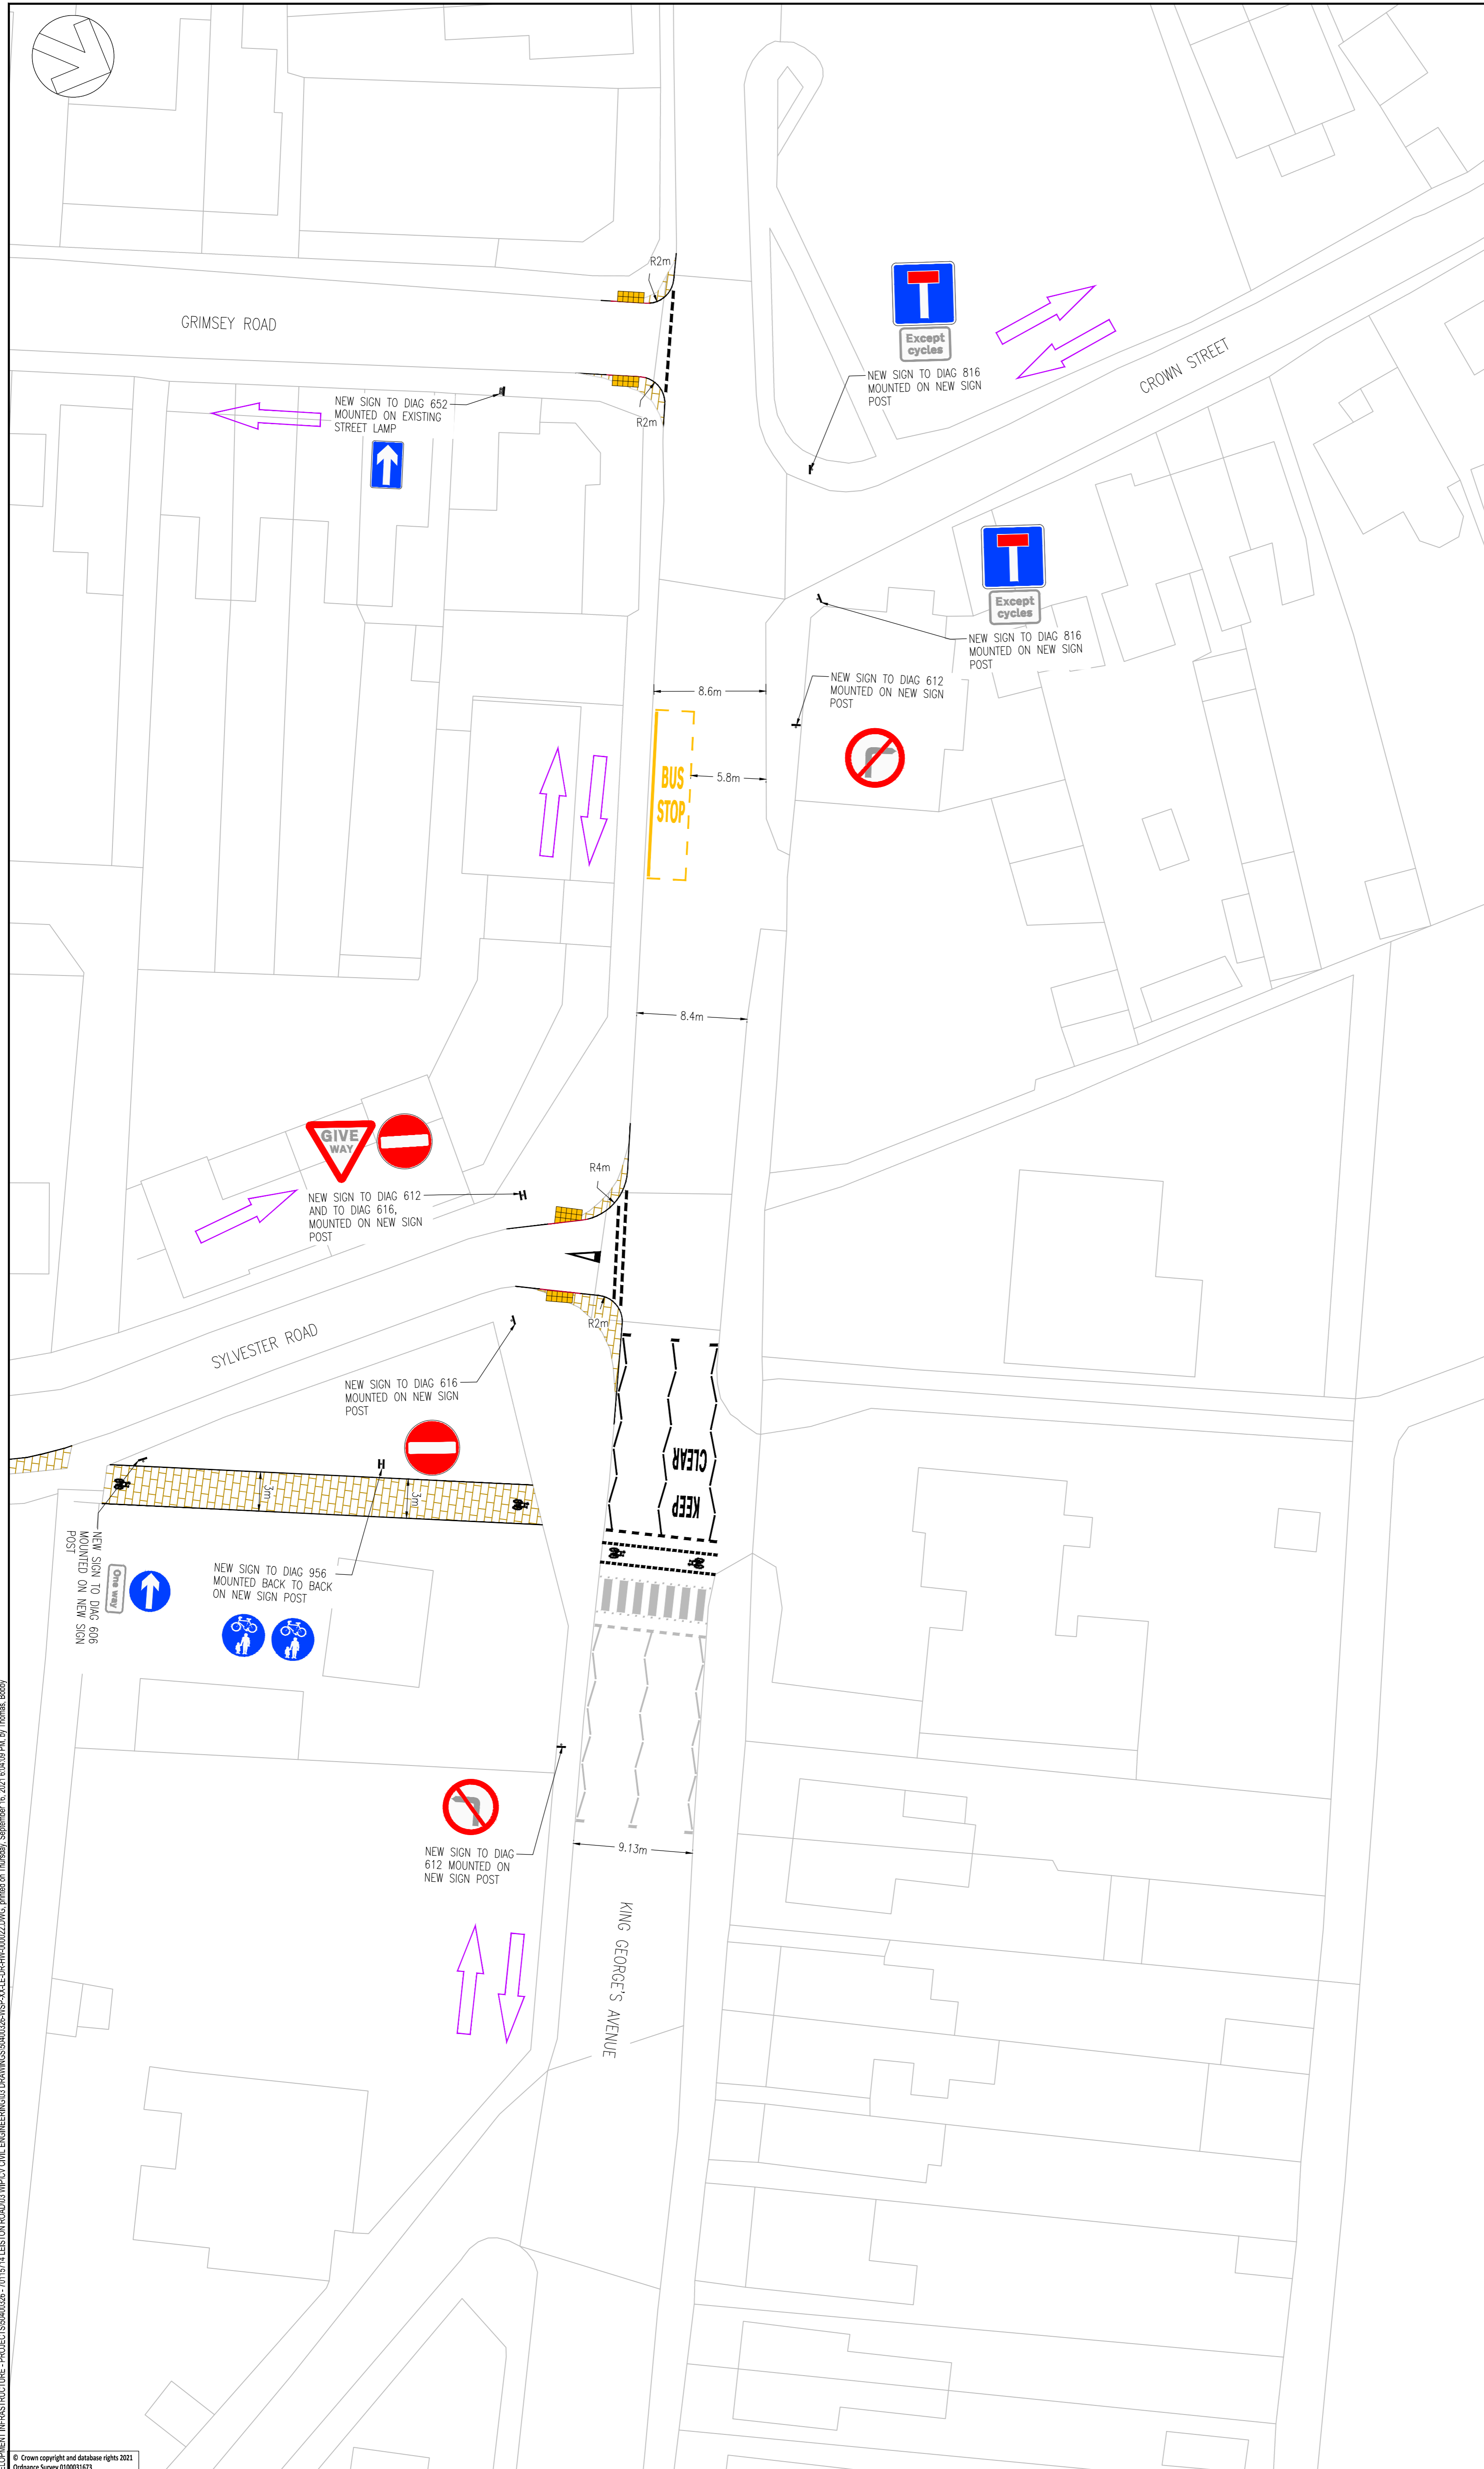 R2m
GRIMSEY ROAD
Except
cycles
NEW SIGN TO DIAG 816
MOUNTED ON NEW SIGN
POST
CROWN STREET
NEW SIGN TO DIAG 652
MOUNTED ON EXISTING
STREET LAMP
R2m
Except
cycles
NEW SIGN TO DIAG 816
MOUNTED ON NEW SIGN
POST
NEW SIGN TO DIAG 612
MOUNTED ON NEW SIGN
POST
8.6m
BUS
STOP
5.8m
8.4m
GIVE
WAY
R4m
NEW SIGN TO DIAG 612
AND TO DIAG 616,
MOUNTED ON NEW SIGN
POST
R2m
SYLVESTER ROAD
NEW SIGN TO DIAG 616
MOUNTED ON NEW SIGN
POST
KEEP
CLEAR
3m
3m
NEW SIGN TO DIAG 606
MOUNTED ON NEW SIGN
POST
One way
NEW SIGN TO DIAG 956
MOUNTED BACK TO BACK
ON NEW SIGN POST
NEW SIGN TO DIAG
612 MOUNTED ON
NEW SIGN POST
9.13m
KING GEORGE'S AVENUE
© Crown copyright and database rights 2021
Ordnance Survey 0100031673